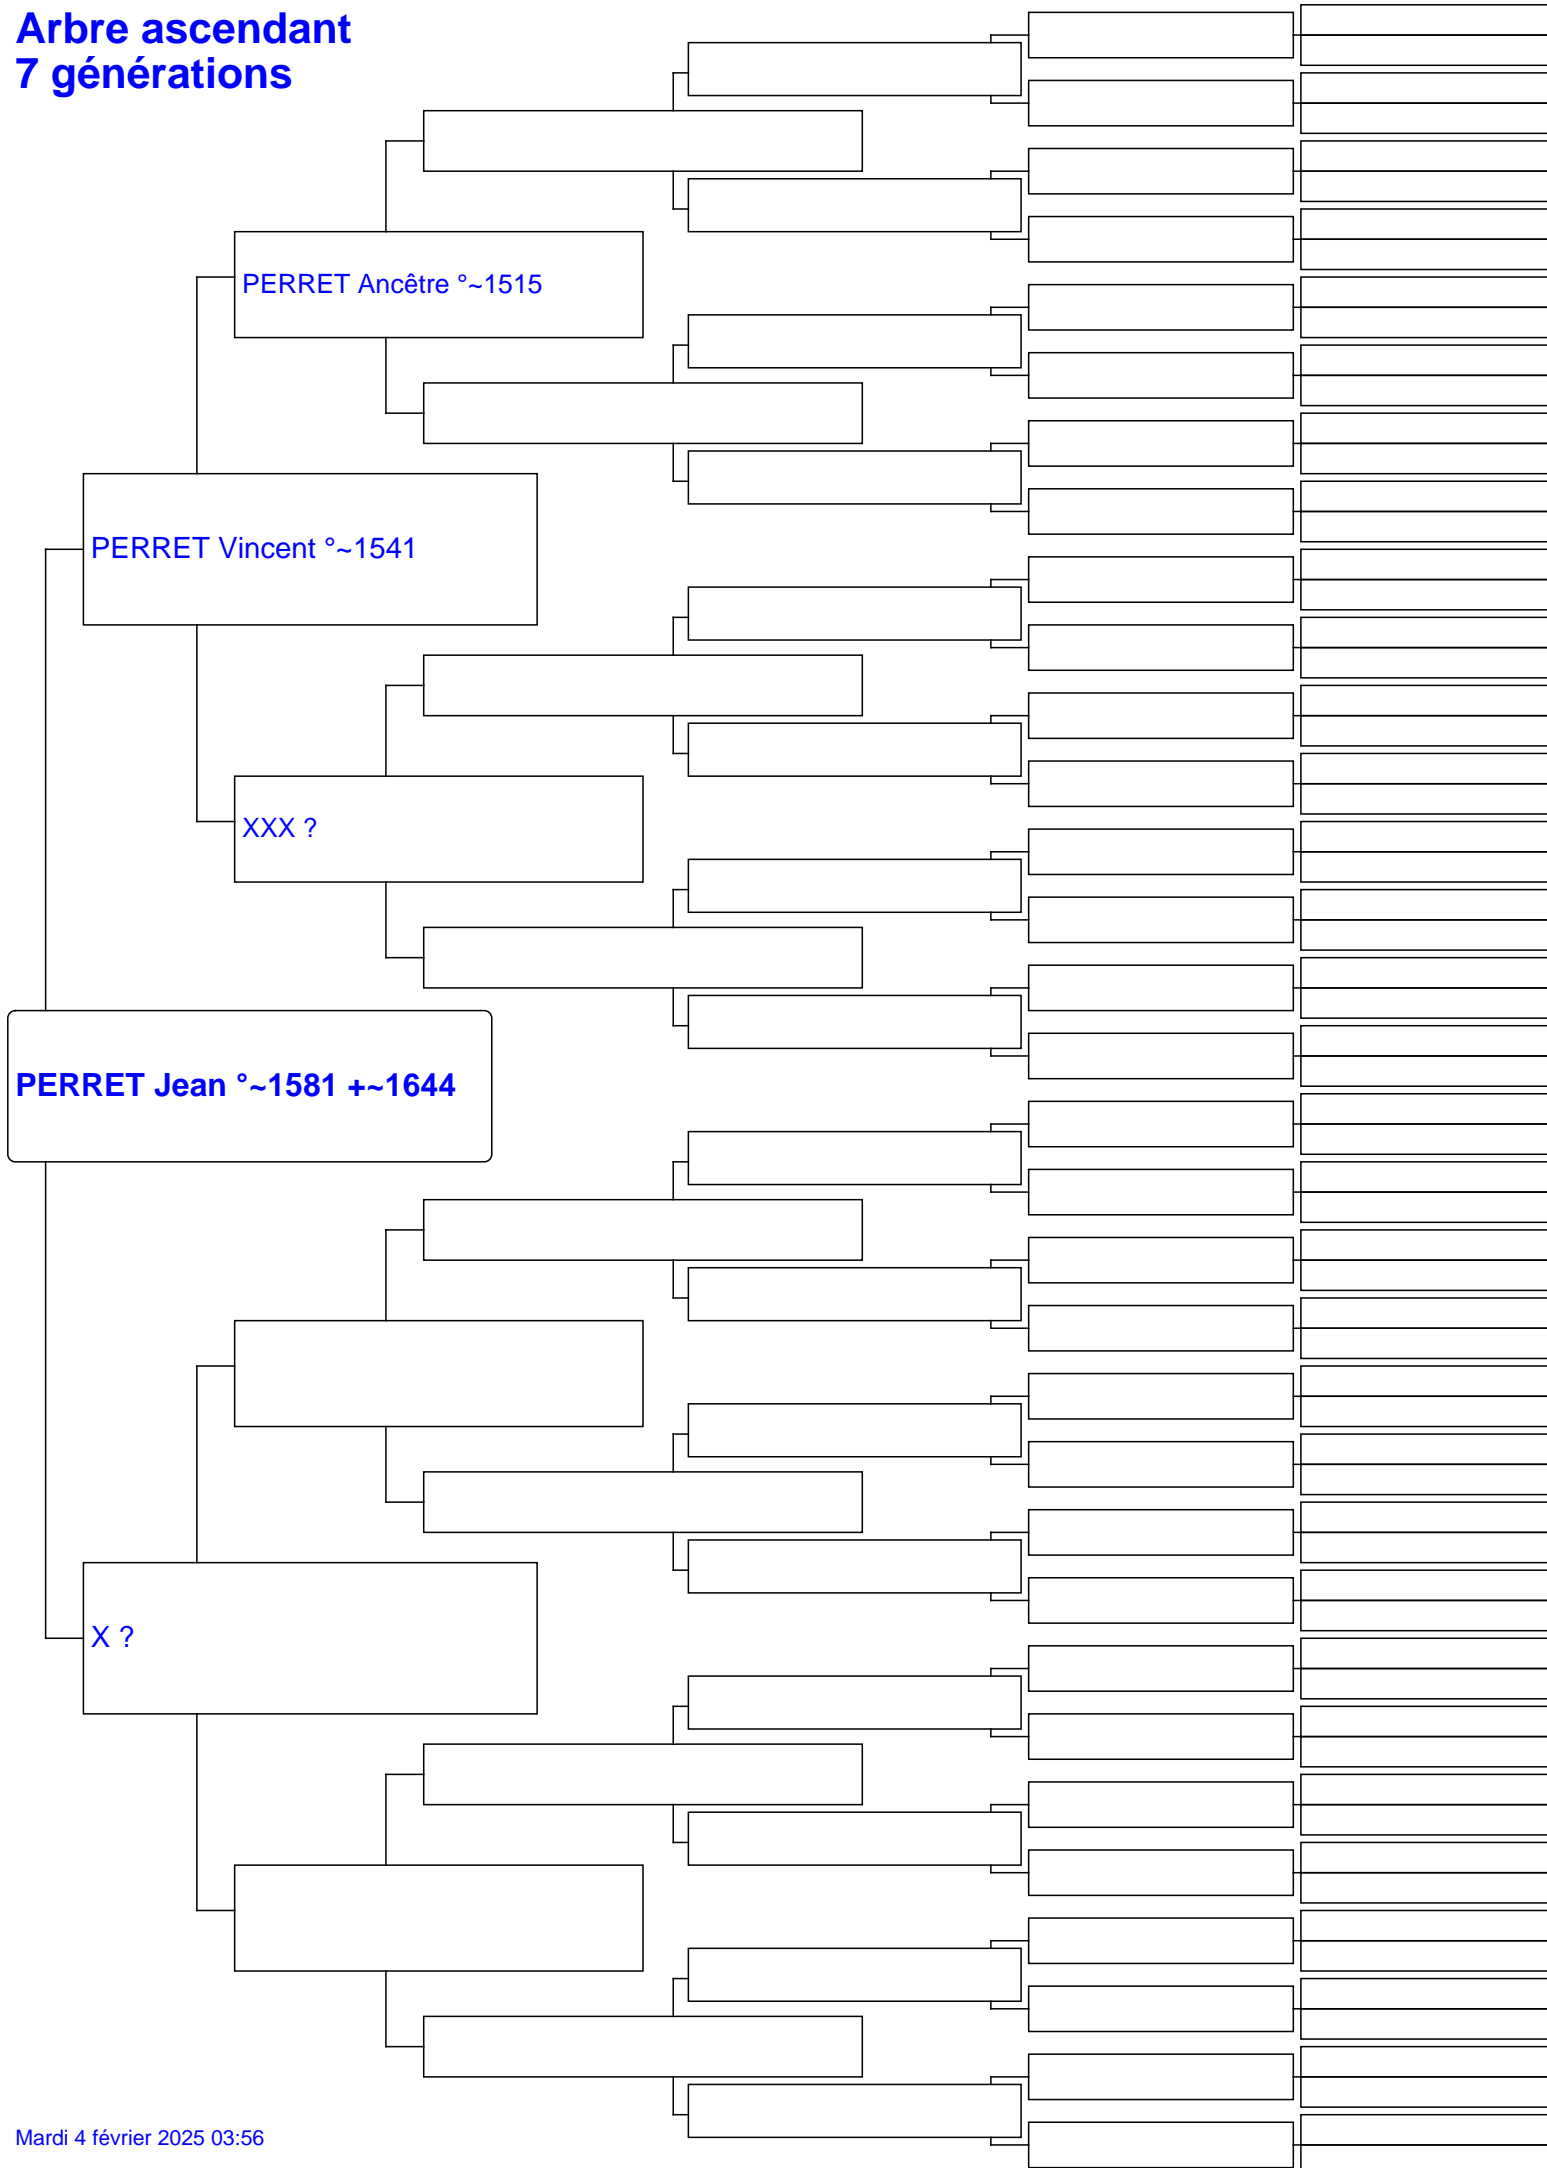 Arbre ascendant
7 générations
PERRET Ancêtre °~1515
PERRET Vincent °~1541
XXX ?
PERRET Jean °~1581 +~1644
X ?
Mardi 4 février 2025 03:56